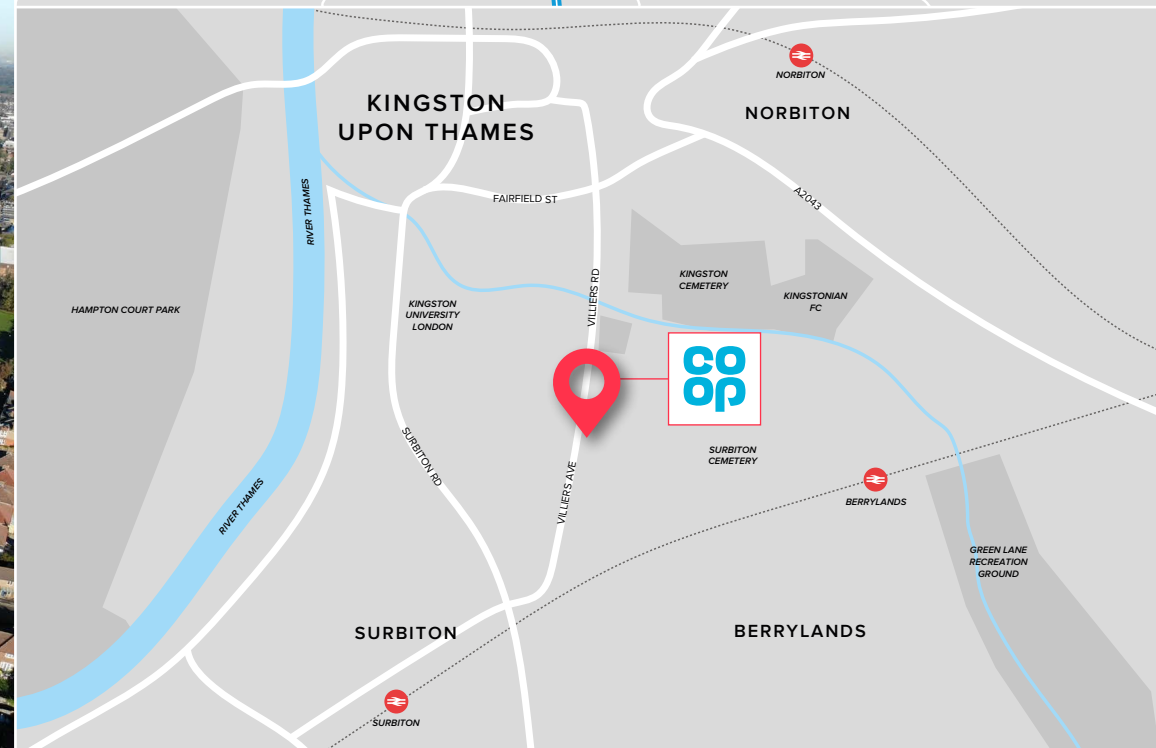 NORBITON
KINGSTON
UPON THAMES
NORBITON
RIVER THAMES
FAIRFIELD ST
A2043
HAMPTON COURT PARK
KINGSTON
UNIVERSITY
LONDON
VILLIERS RD
KINGSTON
CEMETERY
KINGSTONIAN
FC
co
op
SURBITON RD
VILLIERS AVE
SURBITON
CEMETERY
RIVER THAMES
BERRYLANDS
GREEN LANE
RECREATION
GROUND
SURBITON
BERRYLANDS
SURBITON